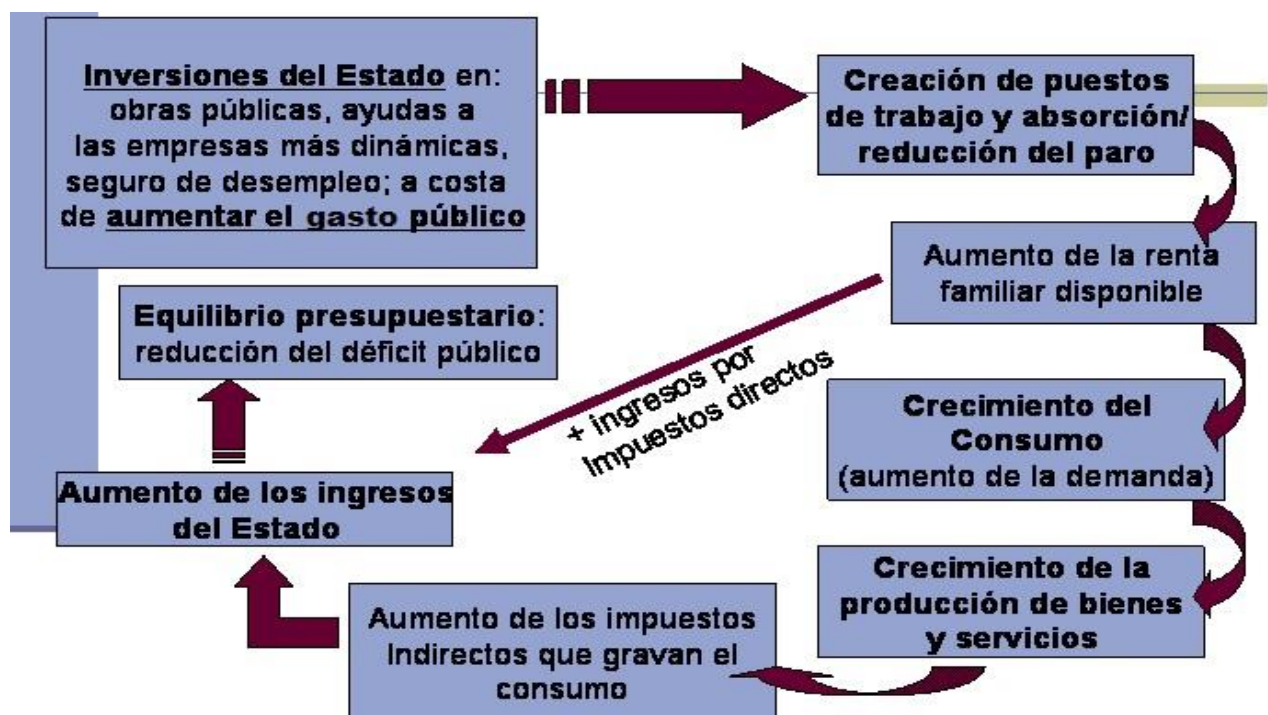 Inversiones del Estado en:
obras públicas, ayudas a
las empresas más dinámicas,
seguro de desempleo; a costa
de aumentar el gasto público
Creación de puestos
de trabajo y absorción/
reducción del paro
Aumento de la renta
familiar disponible
Crecimiento del
Consumo
(aumento de la demanda)
Crecimiento de la
producción de bienes
y servicios
Aumento de los impuestos
Indirectos que gravan el
consumo
Aumento de los ingresos
del Estado
Equilibrio presupuestario:
reducción del déficit público
+ ingresos por
Impuestos directos